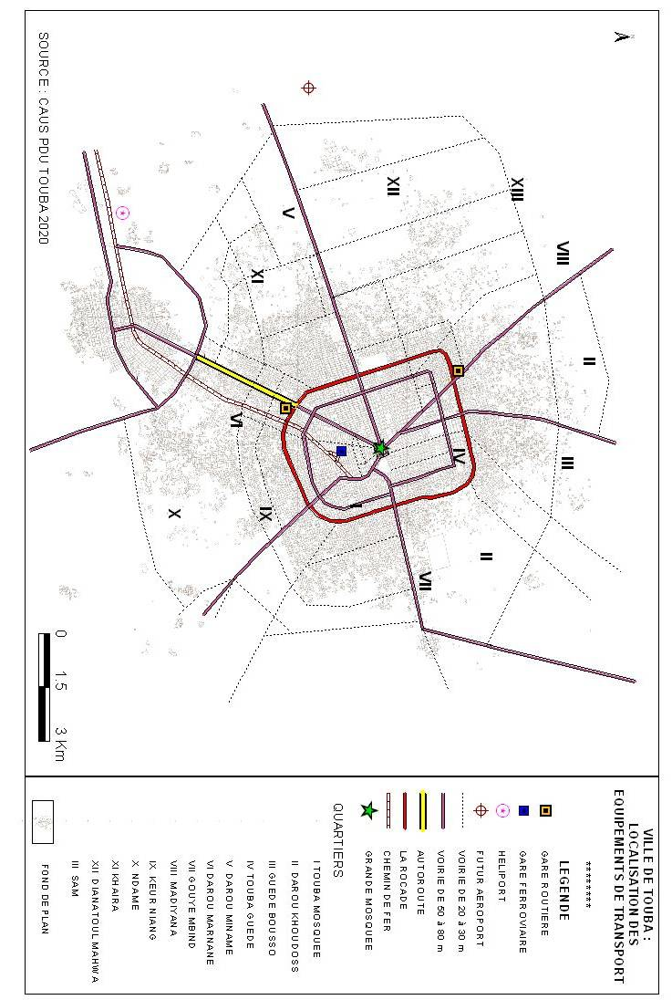 VILLE DE TOUBA :
LOCALISATION DES
EQUIPEMENTS DE TRANSPORT
*********
LEGENDE
GARE ROUTIERE
GARE FERROVIAIRE
HELIPORT
FUTUR AEROPORT
VOIRIE DE 20 à 30 m
VOIRIE DE 50 à 80 m
AUTOROUTE
LA ROCADE
CHEMIN DE FER
GRANDE MOSQUEE
QUARTIERS
I TOUBA MOSQUEE
II DAROU KHOUDOSS
III GUEDE BOUSSO
IV TOUBA GUEDE
V DAROU MINAME
VI DAROU MARNANE
VII GOUYE MBIND
VIII MADIYANA
IX KEUR NIANG
X NDAME
XI KHAIRA
XII DIANATOUL MAHWA
III SAM
FOND DE PLAN
N
XIII
VIII
II
III
XII
V
XI
IV
II
VI
I
VII
IX
X
0 1.5 3 Km
SOURCE : CAUS PDU TOUBA 2020